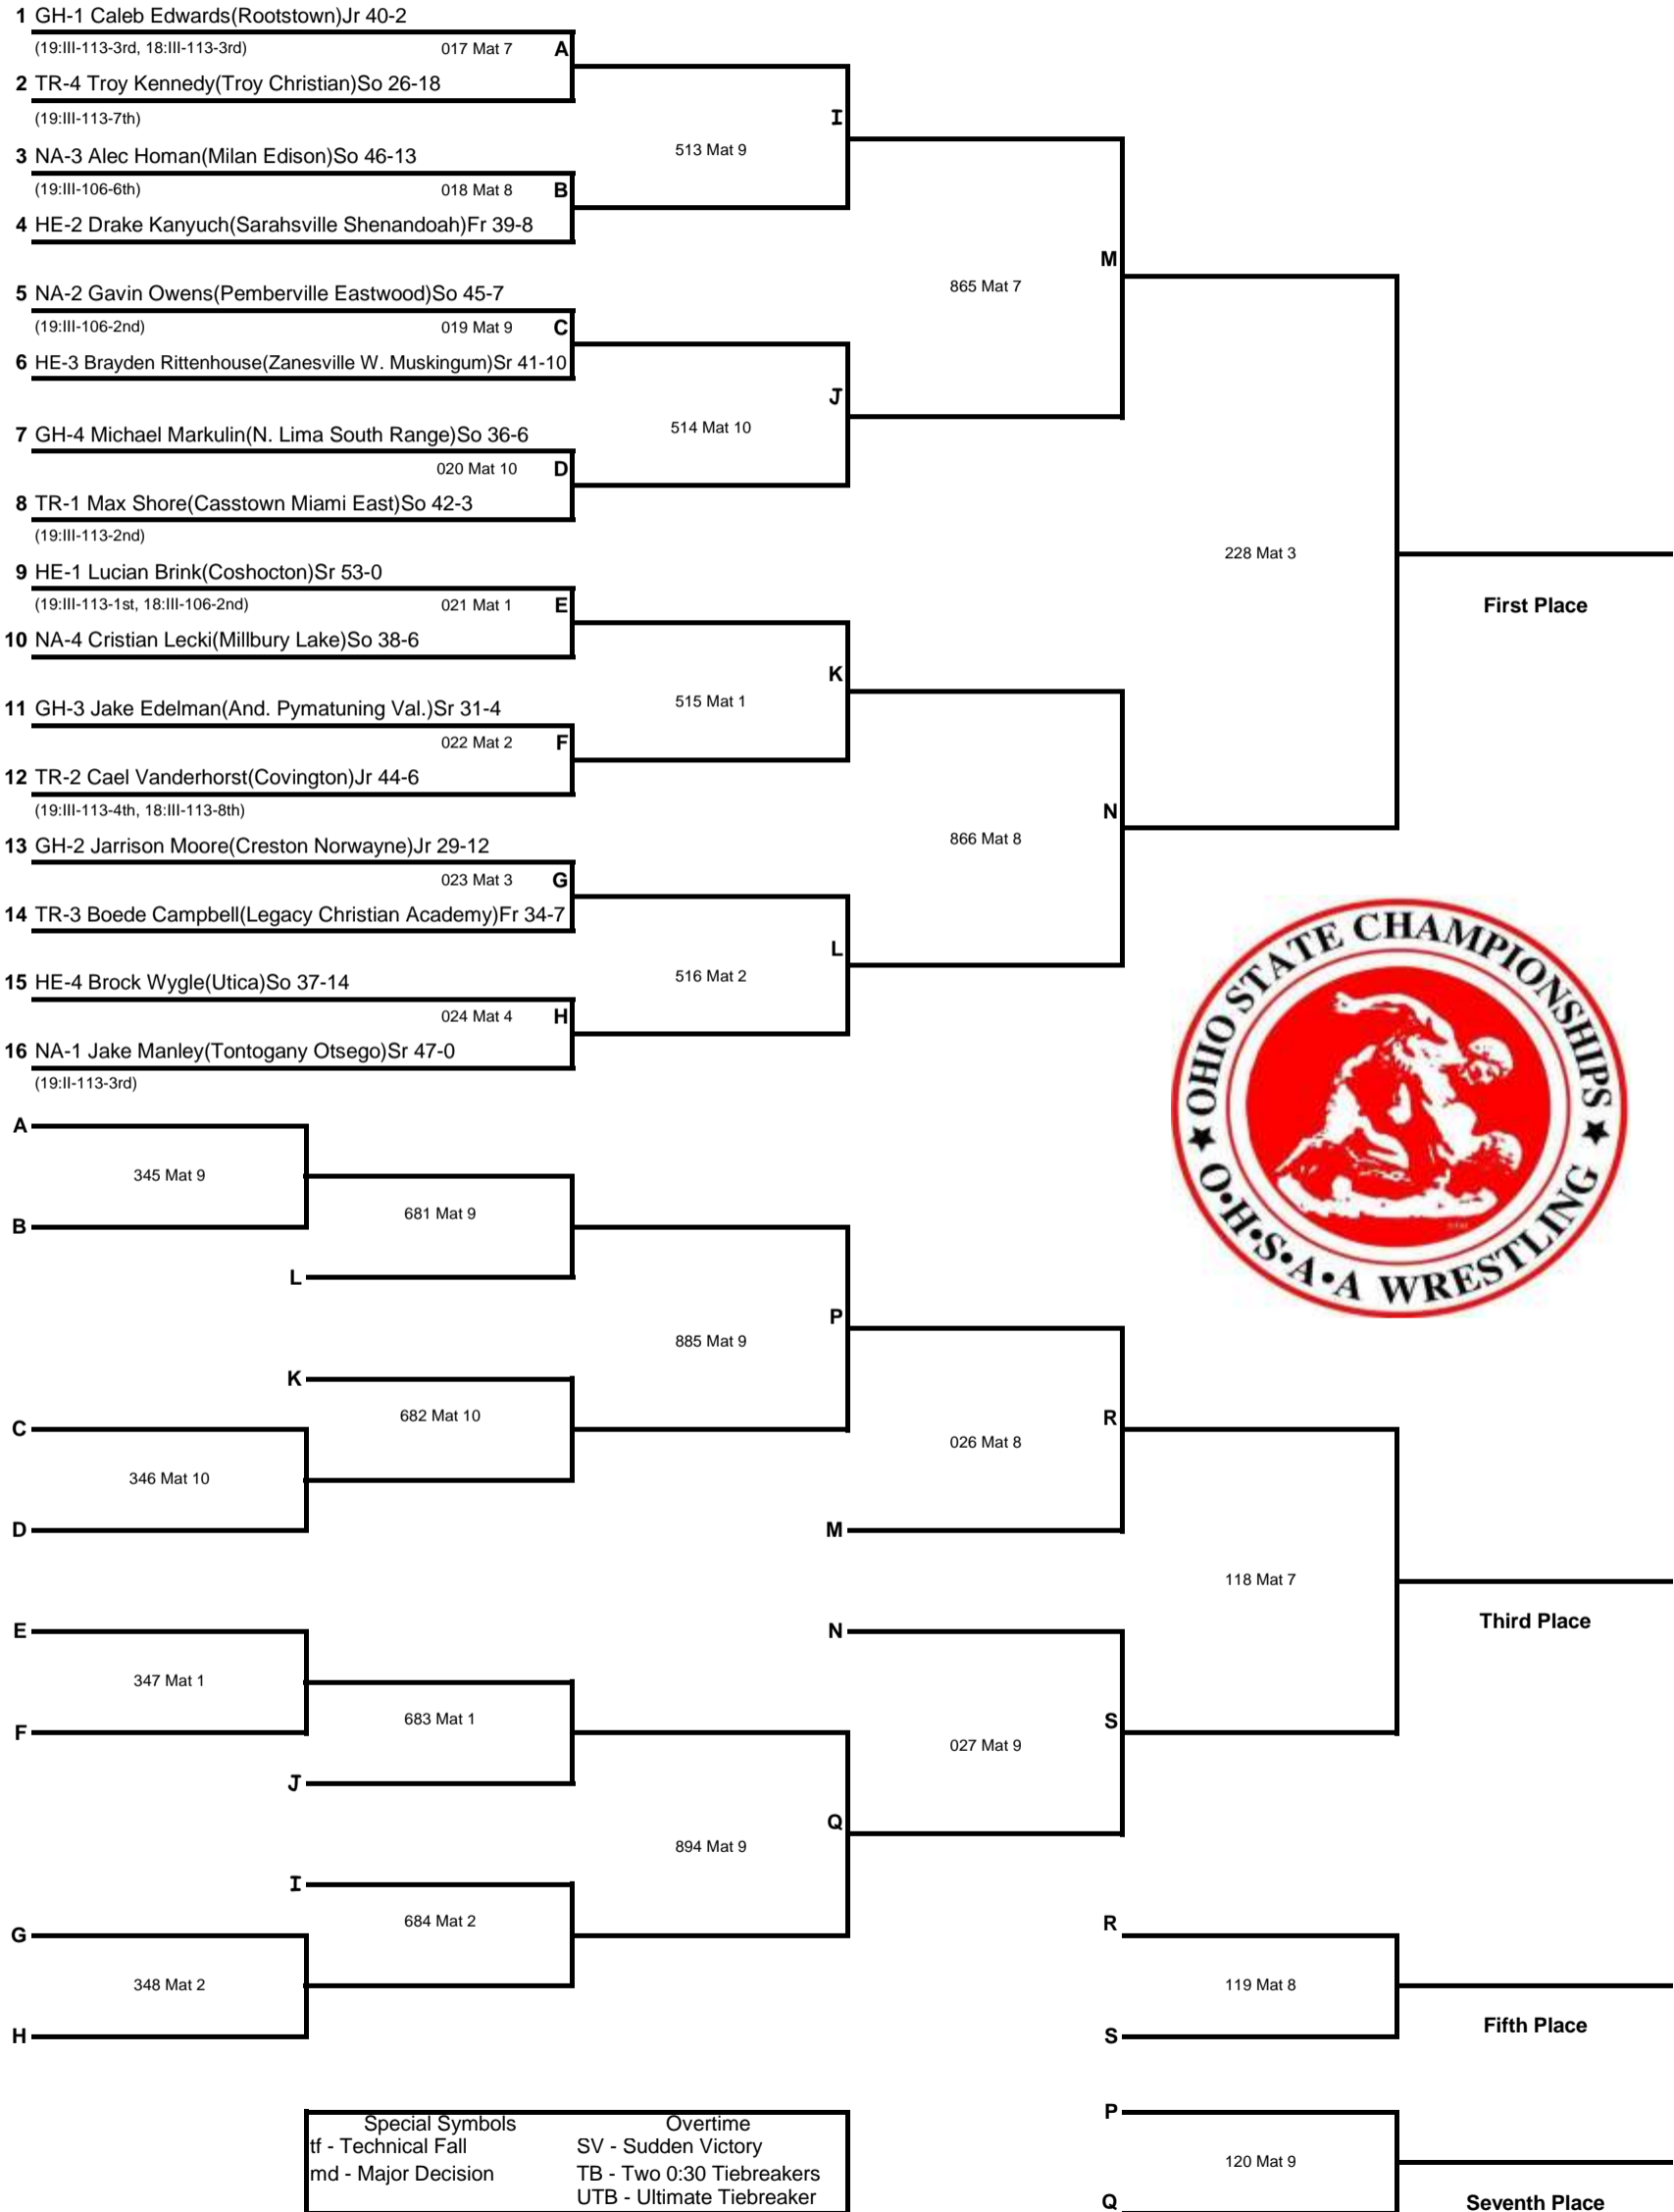 1 GH-1 Caleb Edwards(Rootstown)Jr 40-2
(19:III-113-3rd, 18:III-113-3rd)
017 Mat 7 A
2 TR-4 Troy Kennedy(Troy Christian)So 26-18
(19:III-113-7th)
I
513 Mat 9
3 NA-3 Alec Homan(Milan Edison)So 46-13
(19:III-106-6th)
018 Mat 8 B
4 HE-2 Drake Kanyuch(Sarahsville Shenandoah)Fr 39-8
M
865 Mat 7
5 NA-2 Gavin Owens(Pemberville Eastwood)So 45-7
(19:III-106-2nd)
019 Mat 9 C
6 HE-3 Brayden Rittenhouse(Zanesville W. Muskingum)Sr 41-10
J
514 Mat 10
7 GH-4 Michael Markulin(N. Lima South Range)So 36-6
020 Mat 10 D
8 TR-1 Max Shore(Casstown Miami East)So 42-3
(19:III-113-2nd)
228 Mat 3
First Place
9 HE-1 Lucian Brink(Coshocton)Sr 53-0
(19:III-113-1st, 18:III-106-2nd)
021 Mat 1 E
10 NA-4 Cristian Lecki(Millbury Lake)So 38-6
K
515 Mat 1
11 GH-3 Jake Edelman(And. Pymatuning Val.)Sr 31-4
022 Mat 2 F
12 TR-2 Cael Vanderhorst(Covington)Jr 44-6
(19:III-113-4th, 18:III-113-8th)
N
866 Mat 8
13 GH-2 Jarrison Moore(Creston Norwayne)Jr 29-12
023 Mat 3 G
14 TR-3 Boede Campbell(Legacy Christian Academy)Fr 34-7
L
516 Mat 2
15 HE-4 Brock Wygle(Utica)So 37-14
024 Mat 4 H
16 NA-1 Jake Manley(Tontogany Otsego)Sr 47-0
(19:II-113-3rd)
★ OHIO STATE CHAMPIONSHIPS ★
O•H•S•A•A WRESTLING
A
345 Mat 9
B
681 Mat 9
L
P
885 Mat 9
K
682 Mat 10
C
346 Mat 10
D
R
026 Mat 8
M
118 Mat 7
Third Place
E
347 Mat 1
F
683 Mat 1
J
N
S
027 Mat 9
Q
894 Mat 9
I
684 Mat 2
G
348 Mat 2
H
R
119 Mat 8
S
Fifth Place
P
120 Mat 9
Q
Seventh Place
Special Symbols Overtime
tf - Technical Fall SV - Sudden Victory
md - Major Decision TB - Two 0:30 Tiebreakers
UTB - Ultimate Tiebreaker